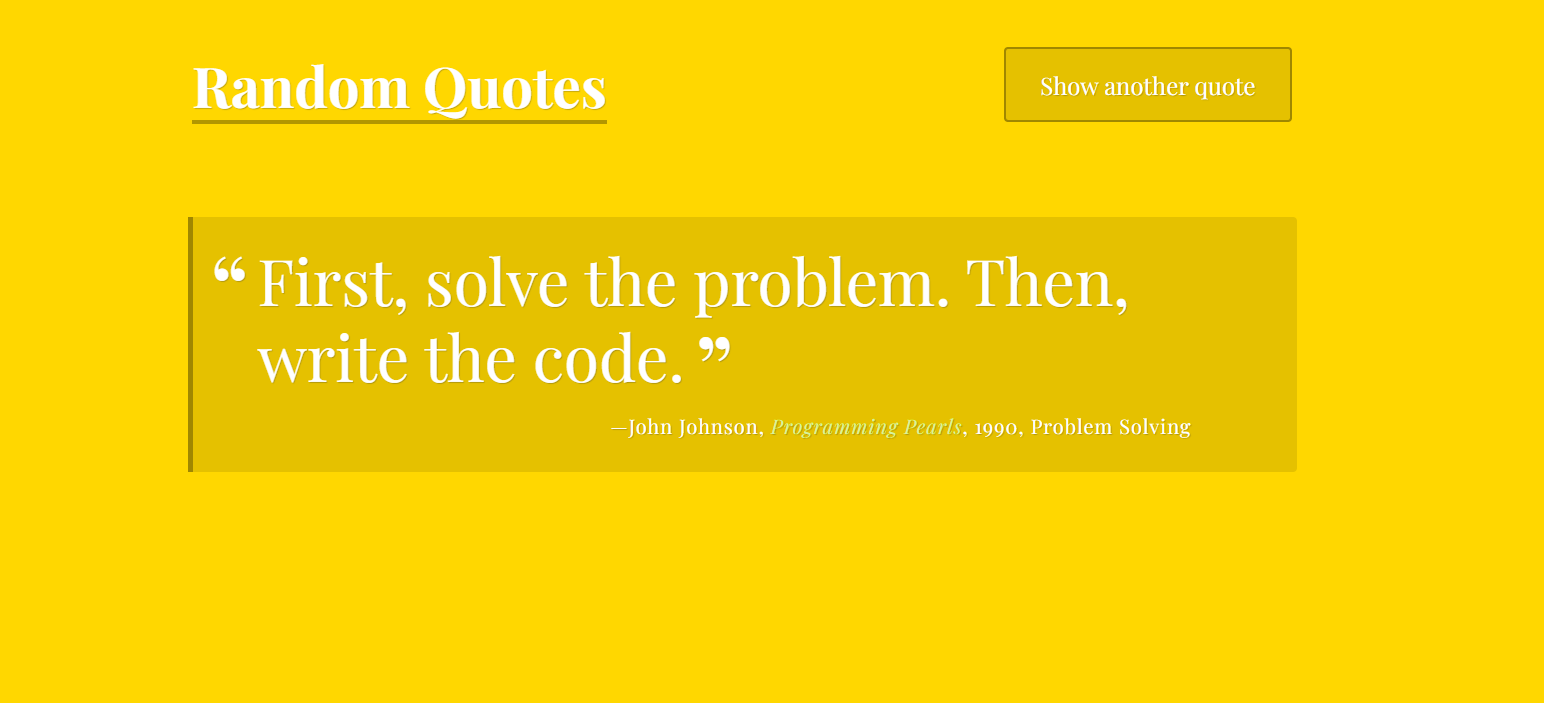 Random Quotes
Show another quote
“ First, solve the problem. Then,
write the code. ”
—John Johnson, Programming Pearls, 1990, Problem Solving